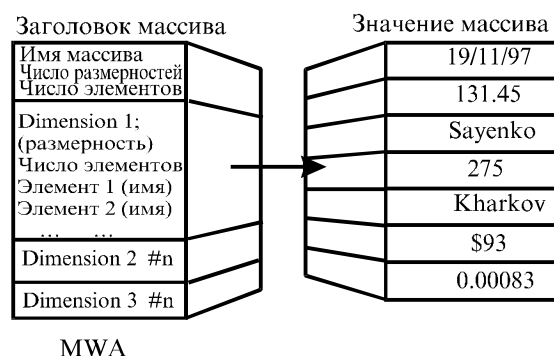 Заголовок массива
Имя массива
Число размерностей
Число элементов
Dimension 1;
(размерность)
Число элементов
Элемент 1 (имя)
Элемент 2 (имя)
... ...
Dimension 2 #n
Dimension 3 #n
MWA
Значение массива
19/11/97
131.45
Sayenko
275
Kharkov
$93
0.00083